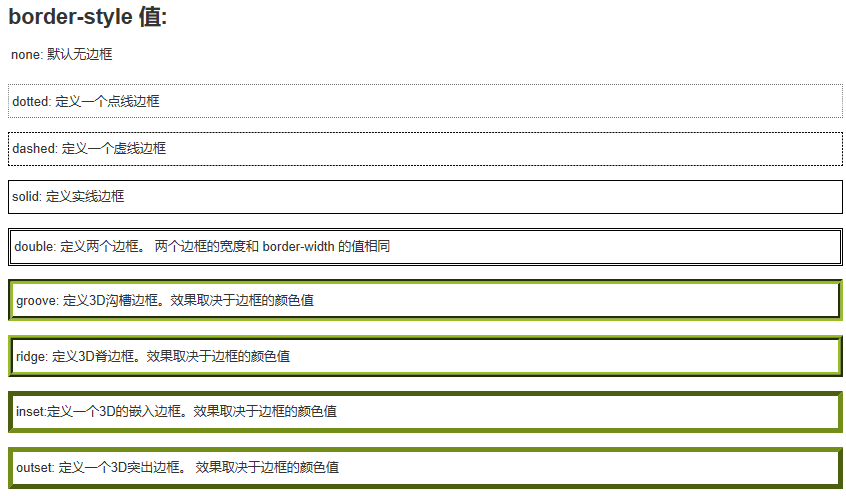 border-style 值:
none: 默认无边框
dotted: 定义一个点线边框
dashed: 定义一个虚线边框
solid: 定义实线边框
double: 定义两个边框。 两个边框的宽度和 border-width 的值相同
groove: 定义3D沟槽边框。效果取决于边框的颜色值
ridge: 定义3D脊边框。效果取决于边框的颜色值
inset:定义一个3D的嵌入边框。效果取决于边框的颜色值
outset: 定义一个3D突出边框。 效果取决于边框的颜色值